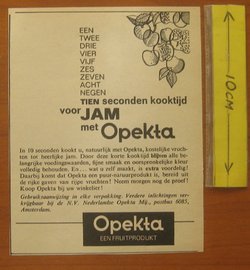 EEN
TWEE
DRIE
VIER
VIJF
ZES
ZEVEN
ACHT
NEGEN
TIEN seconden kooktijd
voor JAM
met Opekta
In 10 seconden kookt u, natuurlijk met Opekta, kostelijke vruchten tot heerlijke jam. Door deze korte kooktijd blijven alle belangrijke voedingswaarden, fijne smaak en oorspronkelijke kleur volledig behouden. En.... wat u zelf maakt, is extra voordelig! Daarbij komt dat Opekta een puur-natuurprodukt is, bereid uit de rijke gaven van rijpe vruchten! Neem morgen nog de proef! Koop Opekta bij uw winkelier!
Gebruiksaanwijzing in elke verpakking. Verdere inlichtingen verkrijgbaar bij de N.V. Nederlandse Opekta Mij., postbus 6085, Amsterdam.
Opekta
EEN FRUITPRODUKT
10CM